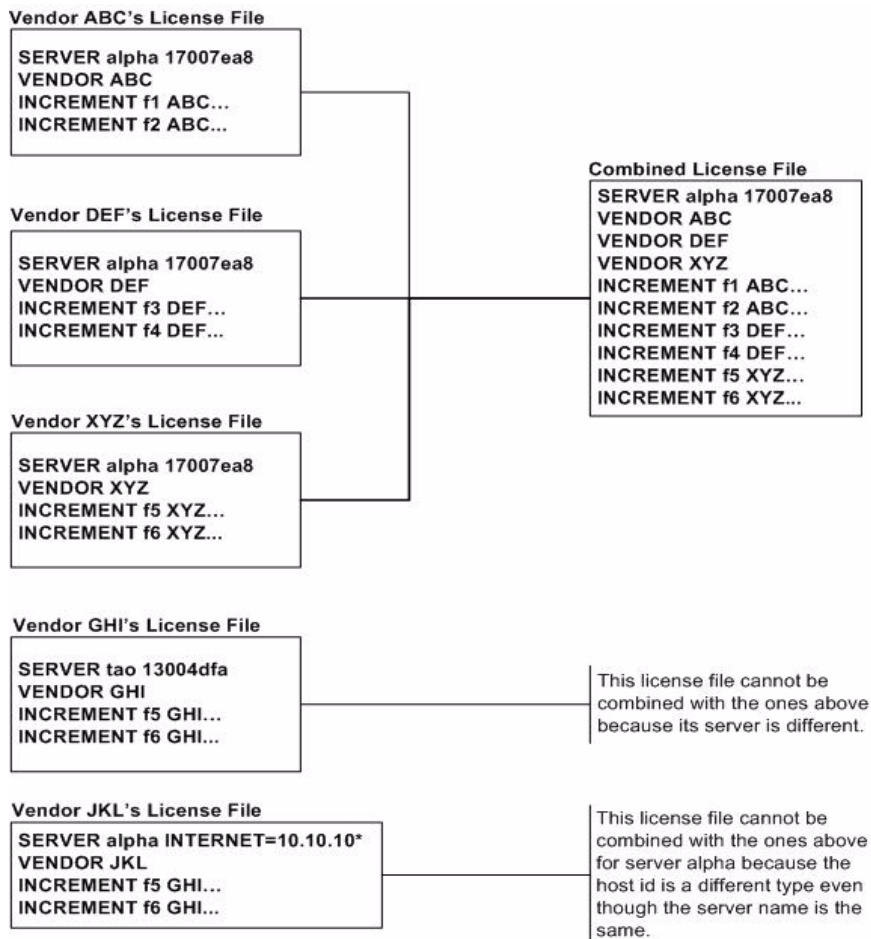 Vendor ABC's License File
SERVER alpha 17007ea8
VENDOR ABC
INCREMENT f1 ABC...
INCREMENT f2 ABC...
Vendor DEF's License File
SERVER alpha 17007ea8
VENDOR DEF
INCREMENT f3 DEF...
INCREMENT f4 DEF...
Vendor XYZ's License File
SERVER alpha 17007ea8
VENDOR XYZ
INCREMENT f5 XYZ...
INCREMENT f6 XYZ...
Combined License File
SERVER alpha 17007ea8
VENDOR ABC
VENDOR DEF
VENDOR XYZ
INCREMENT f1 ABC...
INCREMENT f2 ABC...
INCREMENT f3 DEF...
INCREMENT f4 DEF...
INCREMENT f5 XYZ...
INCREMENT f6 XYZ...
Vendor GHI's License File
SERVER tao 13004dfa
VENDOR GHI
INCREMENT f5 GHI...
INCREMENT f6 GHI...
This license file cannot be
combined with the ones above
because its server is different.
Vendor JKL's License File
SERVER alpha INTERNET=10.10.10*
VENDOR JKL
INCREMENT f5 GHI...
INCREMENT f6 GHI...
This license file cannot be
combined with the ones above
for server alpha because the
host id is a different type even
though the server name is the
same.